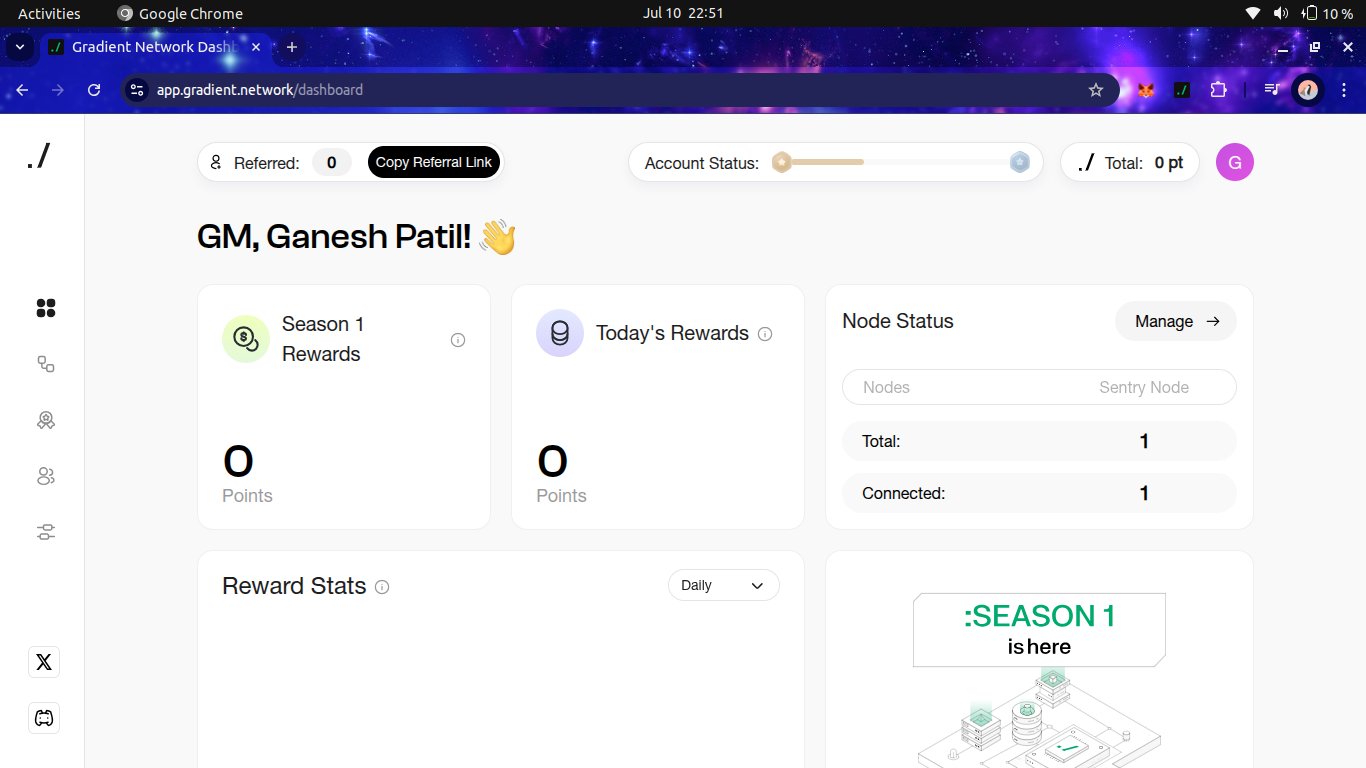 Activities
Google Chrome
Jul 10 22:51
10 %
Gradient Network Dashb
app.gradient.network/dashboard
Referred: 0 Copy Referral Link
Account Status:
Total: 0 pt
G
GM, Ganesh Patil! 👋
Season 1
Rewards
0
Points
Today's Rewards
0
Points
Node Status
Manage →
Nodes Sentry Node
Total: 1
Connected: 1
Reward Stats
Daily
:SEASON 1
is here